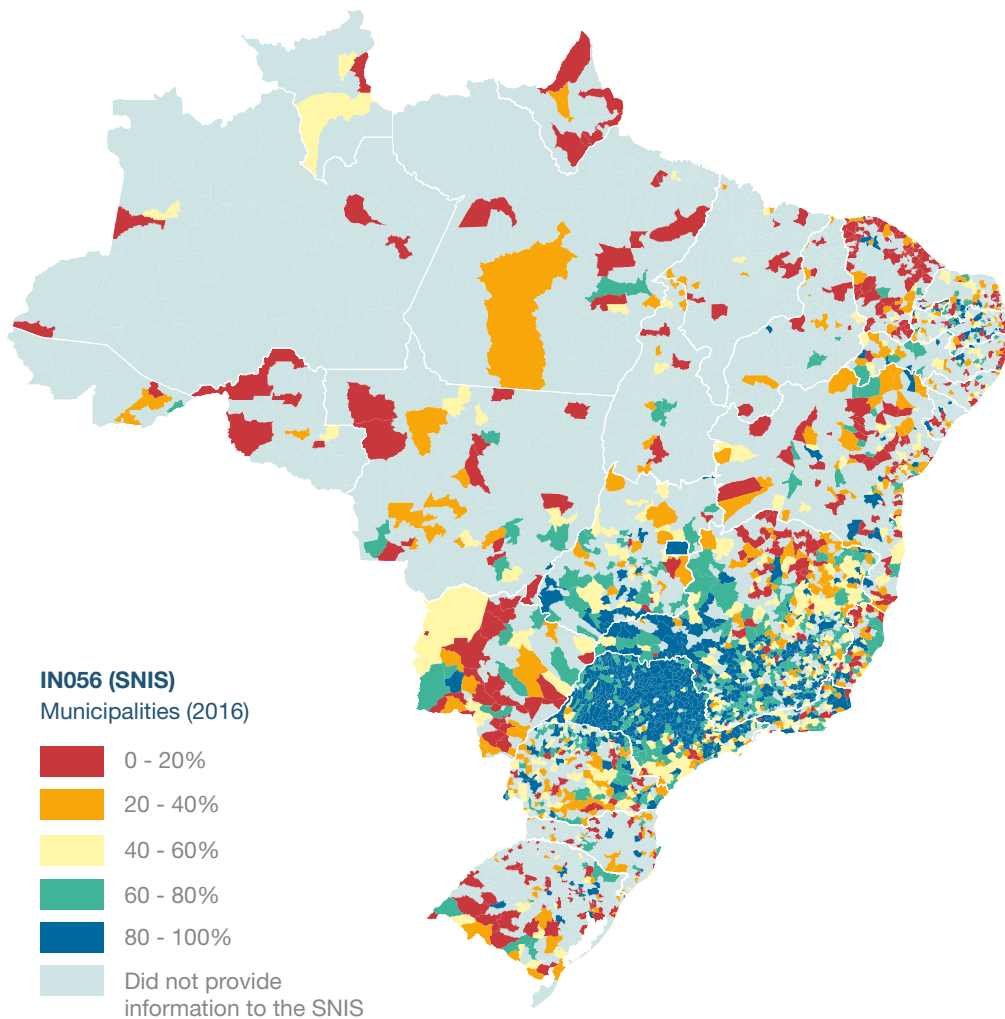 IN056 (SNIS)
Municipalities (2016)
0 - 20%
20 - 40%
40 - 60%
60 - 80%
80 - 100%
Did not provide
information to the SNIS